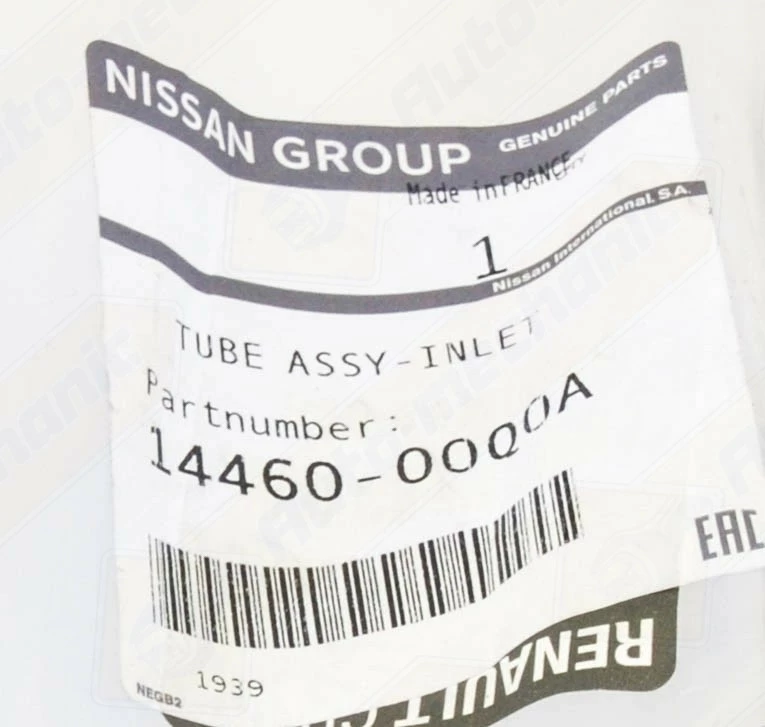 NISSAN GROUP GENUINE PARTS
Made in FRANCE
1
Nissan International. S.A.
TUBE ASSY-INLET
Partnumber:
14460-00Q0A
EAC
1939
NEGB2
RENAULT